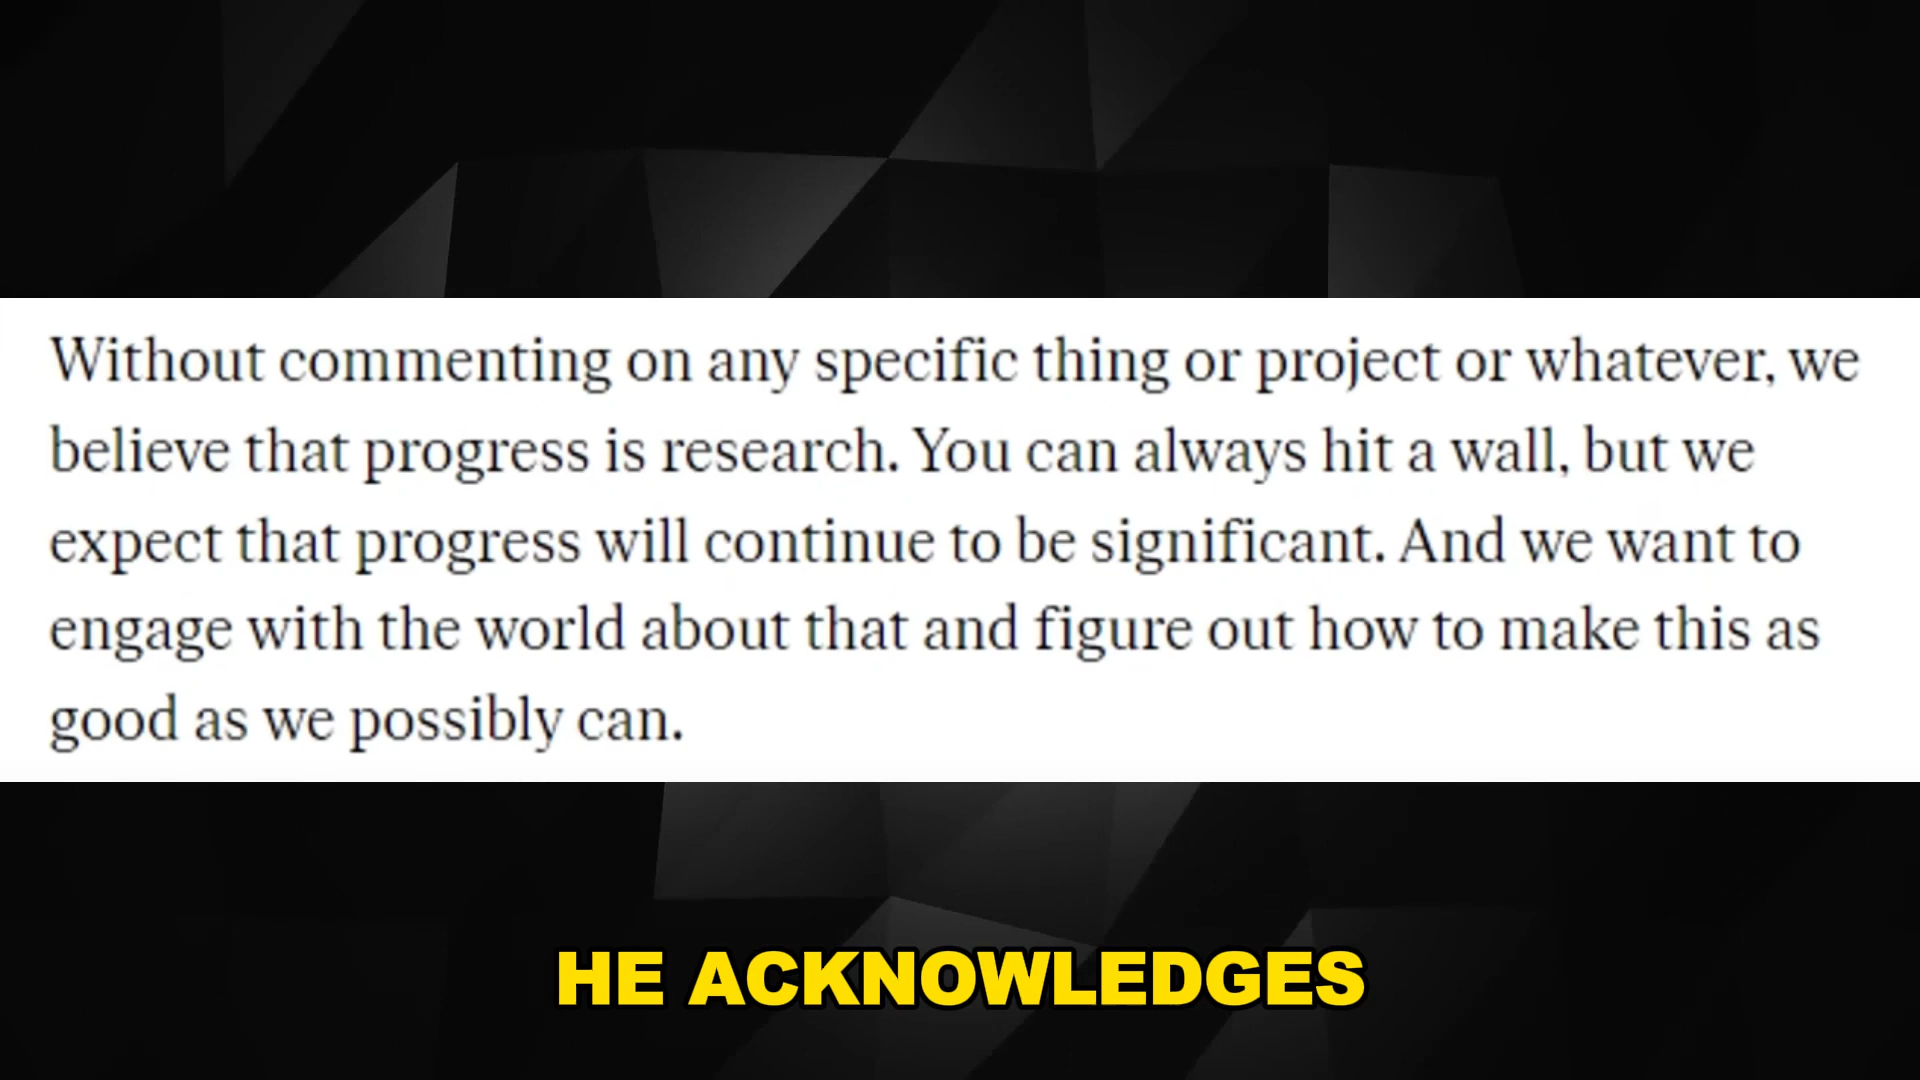 Without commenting on any specific thing or project or whatever, we
believe that progress is research. You can always hit a wall, but we
expect that progress will continue to be significant. And we want to
engage with the world about that and figure out how to make this as
good as we possibly can.
HE ACKNOWLEDGES